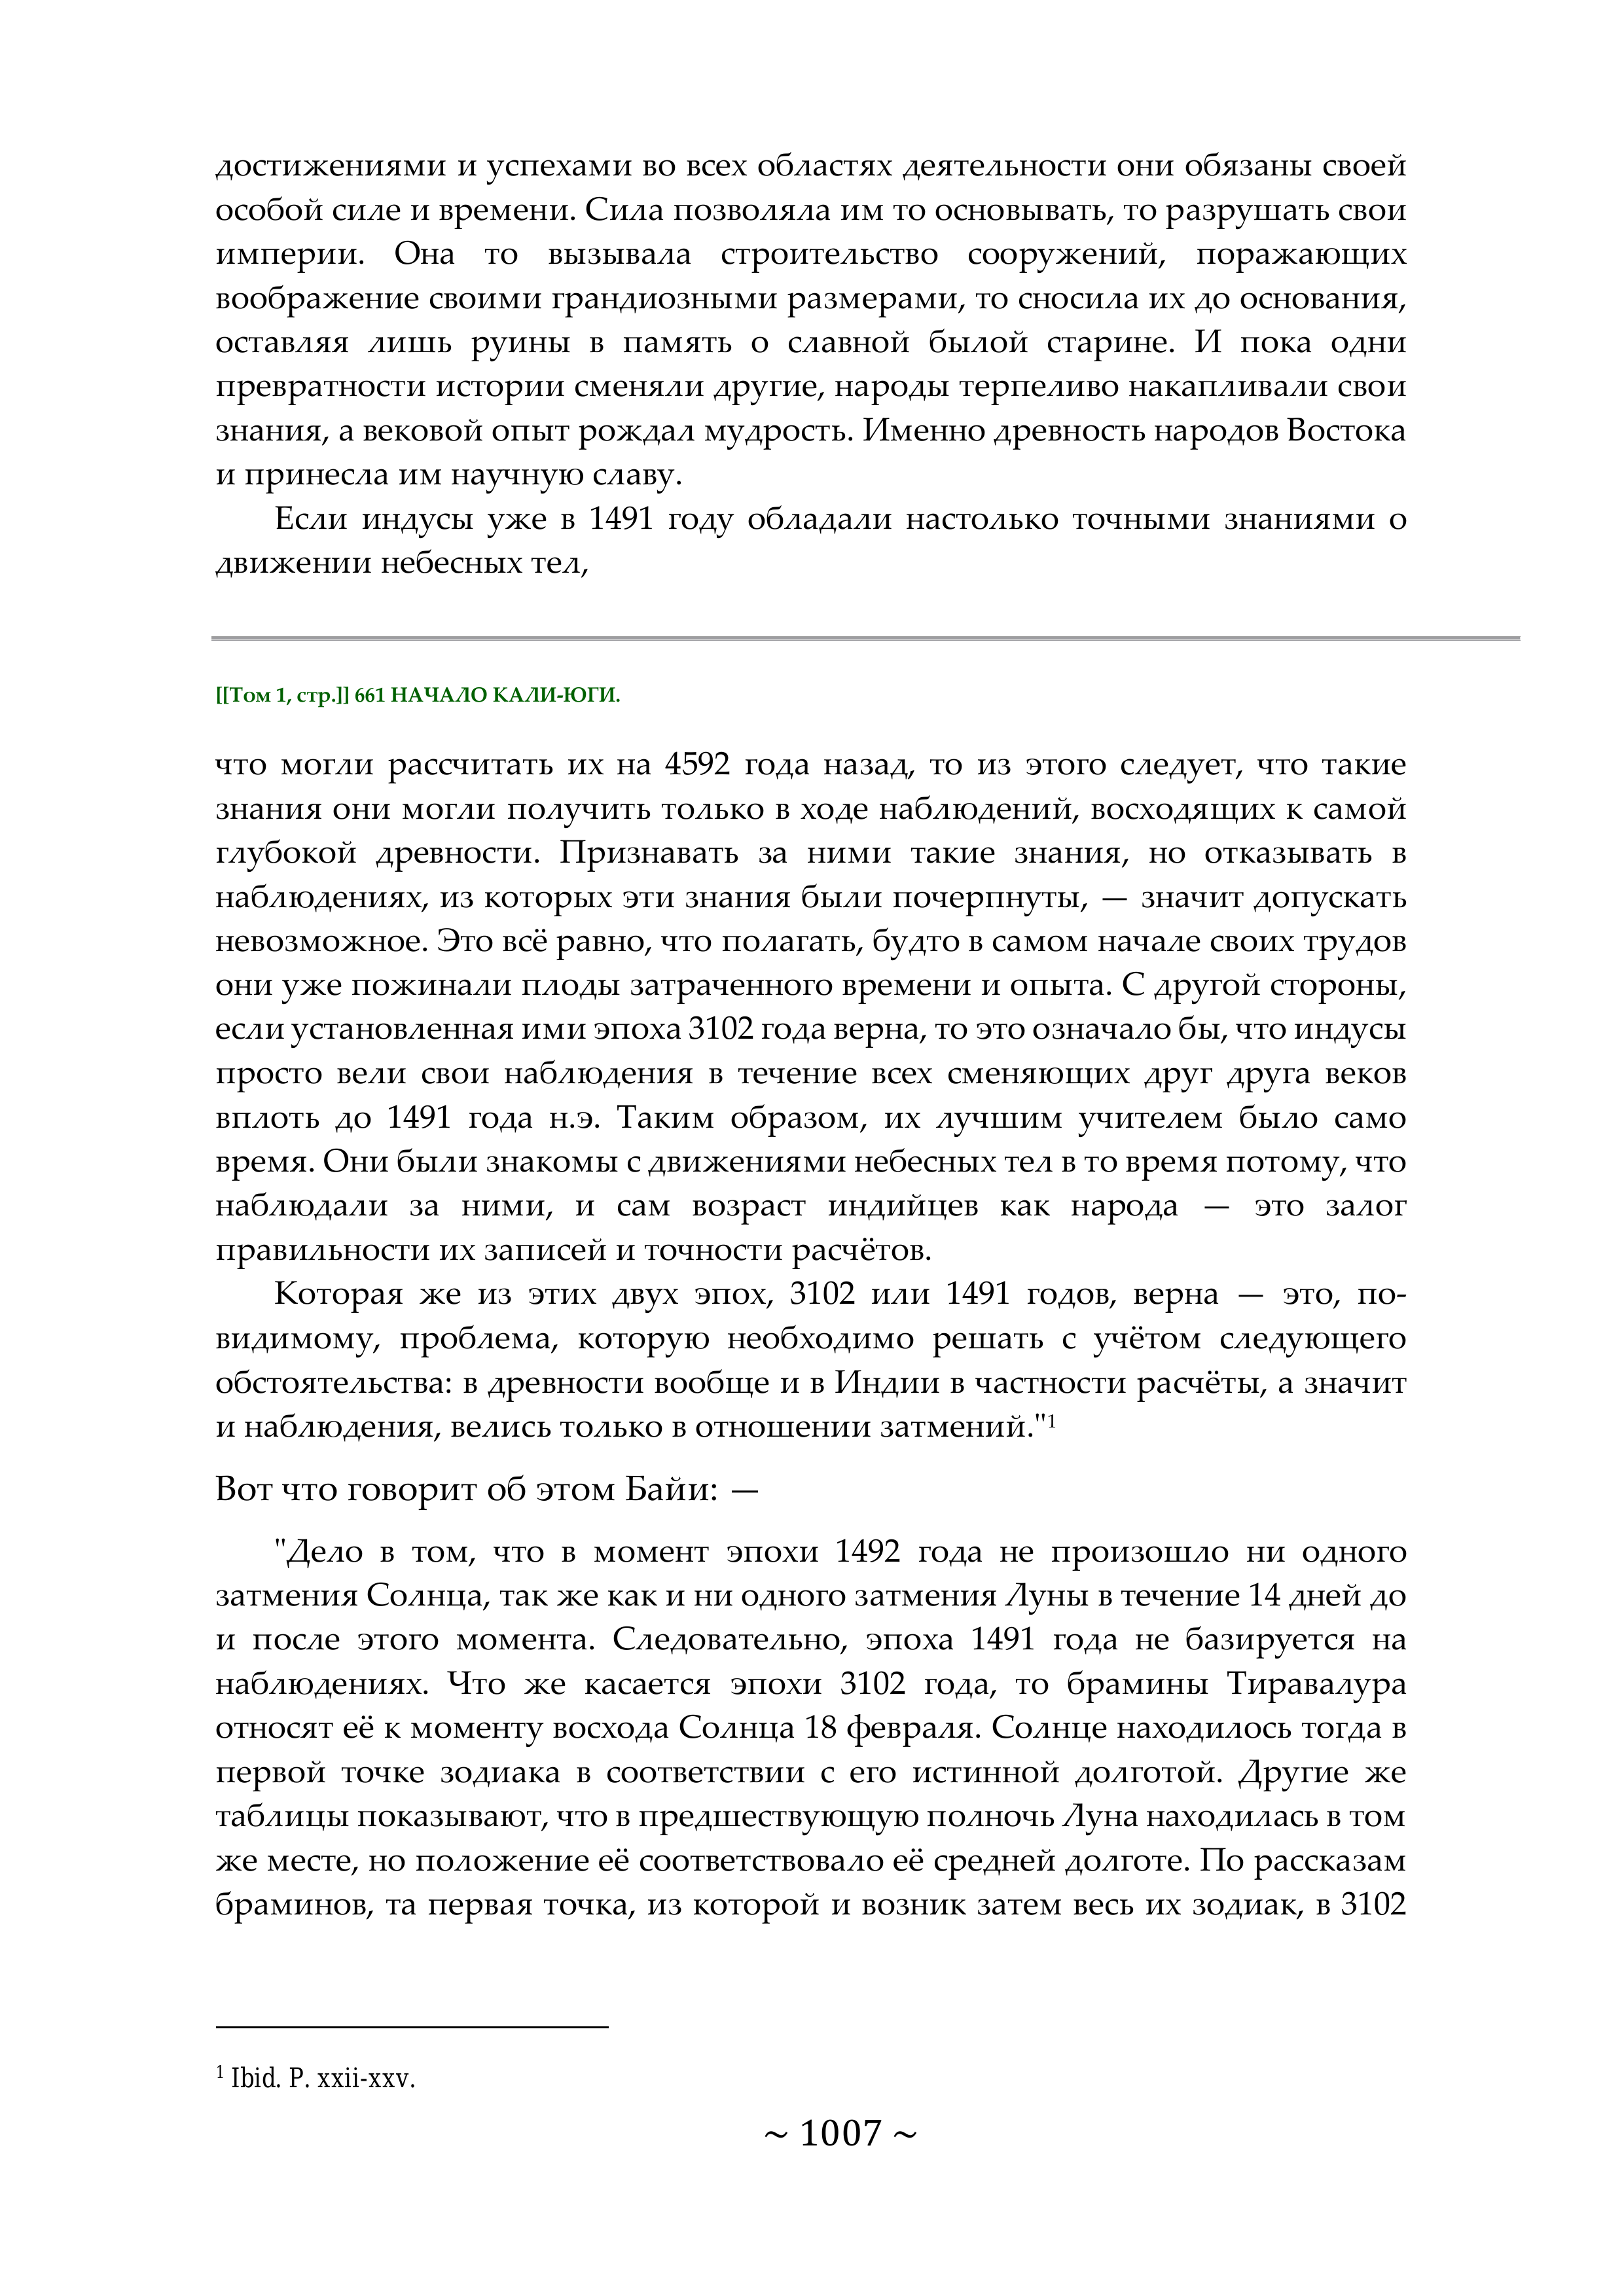 достижениями и успехами во всех областях деятельности они обязаны своей
особой силе и времени. Сила позволяла им то основывать, то разрушать свои
империи. Она то вызывала строительство сооружений, поражающих
воображение своими грандиозными размерами, то сносила их до основания,
оставляя лишь руины в память о славной былой старине. И пока одни
превратности истории сменяли другие, народы терпеливо накапливали свои
знания, а вековой опыт рождал мудрость. Именно древность народов Востока
и принесла им научную славу.
Если индусы уже в 1491 году обладали настолько точными знаниями о
движении небесных тел,
[[Том 1, стр.]] 661 НАЧАЛО КАЛИ-ЮГИ.
что могли рассчитать их на 4592 года назад, то из этого следует, что такие
знания они могли получить только в ходе наблюдений, восходящих к самой
глубокой древности. Признавать за ними такие знания, но отказывать в
наблюдениях, из которых эти знания были почерпнуты, — значит допускать
невозможное. Это всё равно, что полагать, будто в самом начале своих трудов
они уже пожинали плоды затраченного времени и опыта. С другой стороны,
если установленная ими эпоха 3102 года верна, то это означало бы, что индусы
просто вели свои наблюдения в течение всех сменяющих друг друга веков
вплоть до 1491 года н.э. Таким образом, их лучшим учителем было само
время. Они были знакомы с движениями небесных тел в то время потому, что
наблюдали за ними, и сам возраст индийцев как народа — это залог
правильности их записей и точности расчётов.
Которая же из этих двух эпох, 3102 или 1491 годов, верна — это, по-
видимому, проблема, которую необходимо решать с учётом следующего
обстоятельства: в древности вообще и в Индии в частности расчёты, а значит
и наблюдения, велись только в отношении затмений."¹
Вот что говорит об этом Байи: —
"Дело в том, что в момент эпохи 1492 года не произошло ни одного
затмения Солнца, так же как и ни одного затмения Луны в течение 14 дней до
и после этого момента. Следовательно, эпоха 1491 года не базируется на
наблюдениях. Что же касается эпохи 3102 года, то брамины Тиравалура
относят её к моменту восхода Солнца 18 февраля. Солнце находилось тогда в
первой точке зодиака в соответствии с его истинной долготой. Другие же
таблицы показывают, что в предшествующую полночь Луна находилась в том
же месте, но положение её соответствовало её средней долготе. По рассказам
браминов, та первая точка, из которой и возник затем весь их зодиак, в 3102
¹ Ibid. P. xxii-xxv.
~ 1007 ~